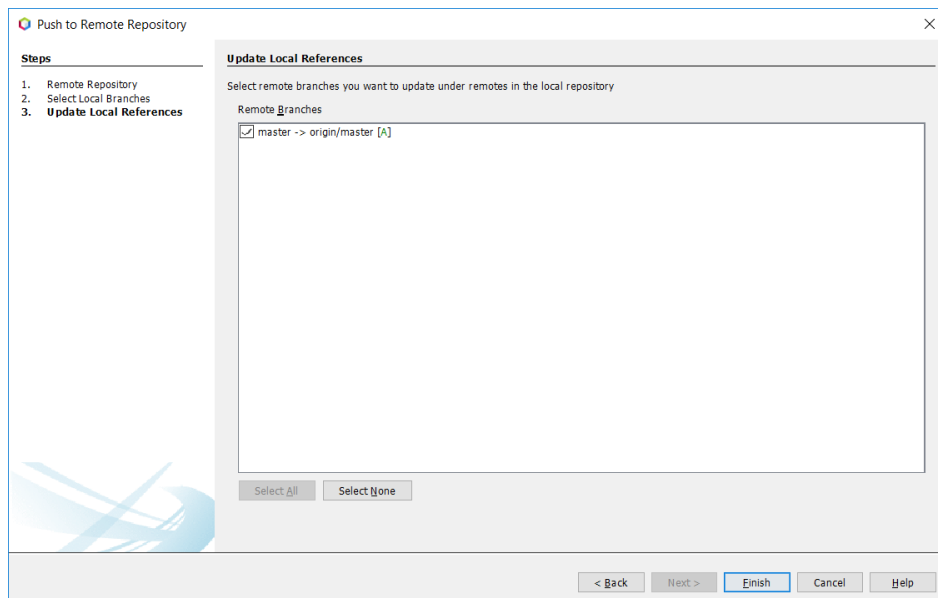 Push to Remote Repository
Steps
1. Remote Repository
2. Select Local Branches
3. Update Local References
Update Local References
Select remote branches you want to update under remotes in the local repository
Remote Branches
master -> origin/master [A]
Select All
Select None
< Back
Next >
Finish
Cancel
Help